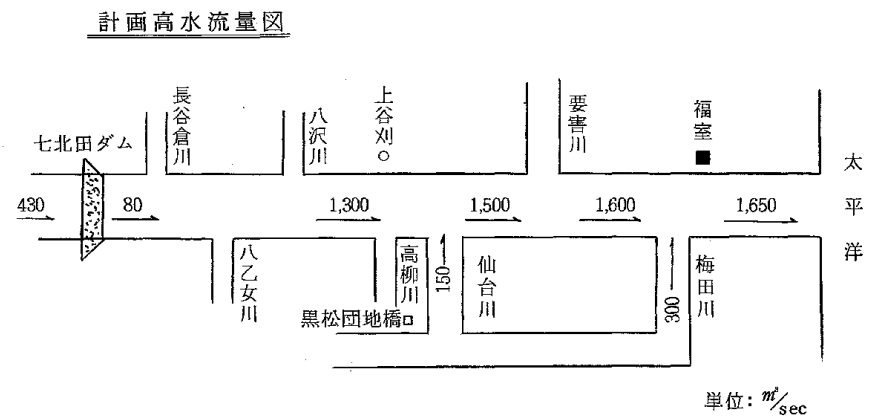 計画高水流量図
七北田ダム
長谷倉川
八沢川
上谷刈
要害川
福室
太平洋
430
80
1,300
1,500
1,600
1,650
八乙女川
高柳川
150
仙台川
300
梅田川
黒松団地橋
単位: m³/sec